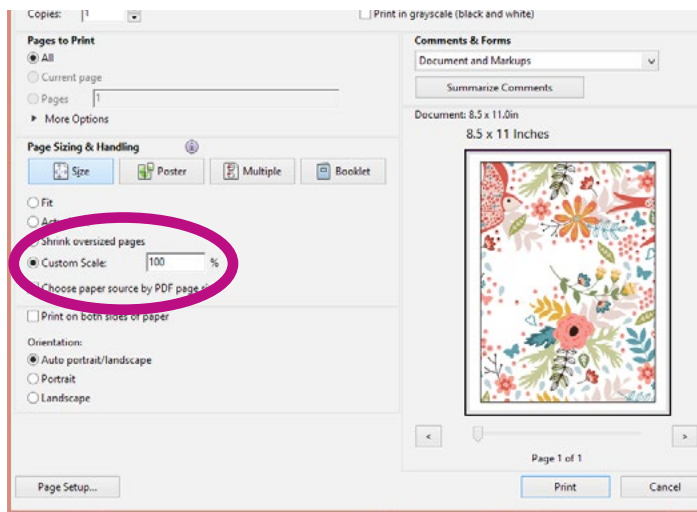 Copies: 1
Print in grayscale (black and white)
Pages to Print
All
Current page
Pages 1
More Options
Page Sizing & Handling
Size Poster Multiple Booklet
Fit
Shrink oversized pages
Custom Scale: 100 %
Choose paper source by PDF page
Print on both sides of paper
Orientation:
Auto portrait/landscape
Portrait
Landscape
Comments & Forms
Document and Markups
Summarize Comments
Document: 8.5 x 11.0in
8.5 x 11 Inches
< >
Page 1 of 1
Page Setup... Print Cancel